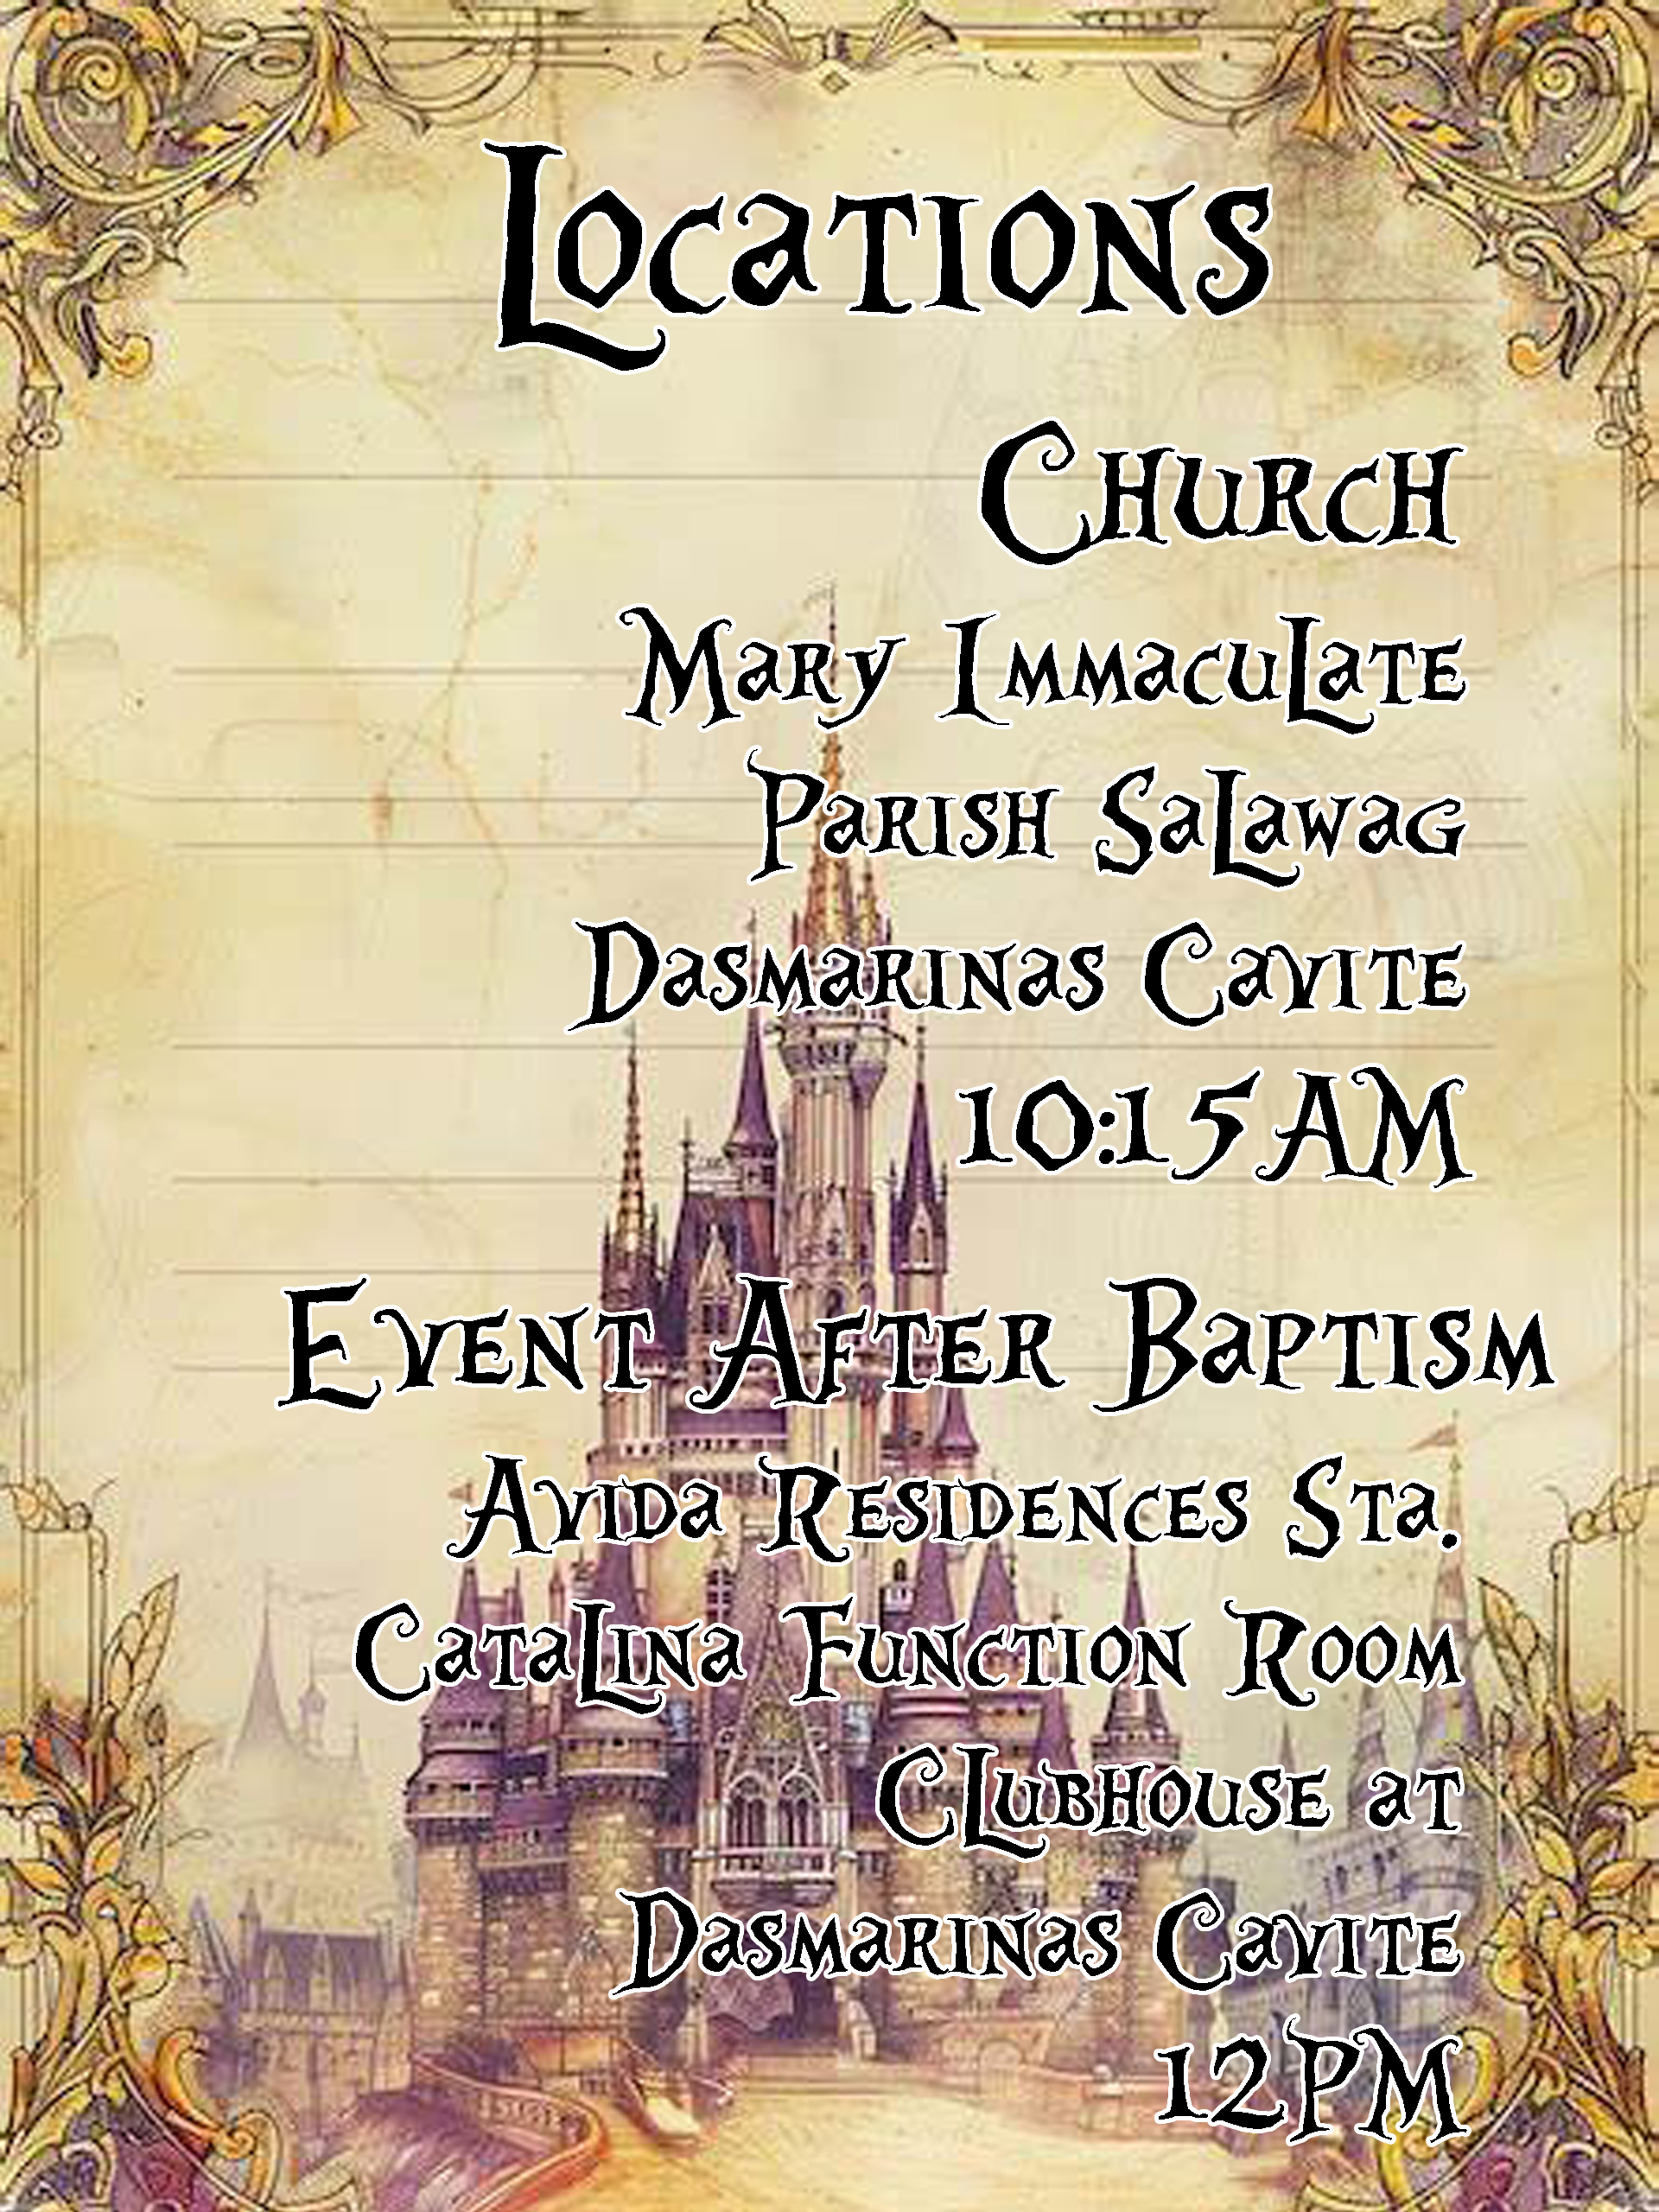 Locations
Church
Mary Immaculate
Parish Salawag
Dasmarinas Cavite
10:15AM
Event After Baptism
Avida Residences Sta.
Catalina Function Room
Clubhouse at
Dasmarinas Cavite
12PM